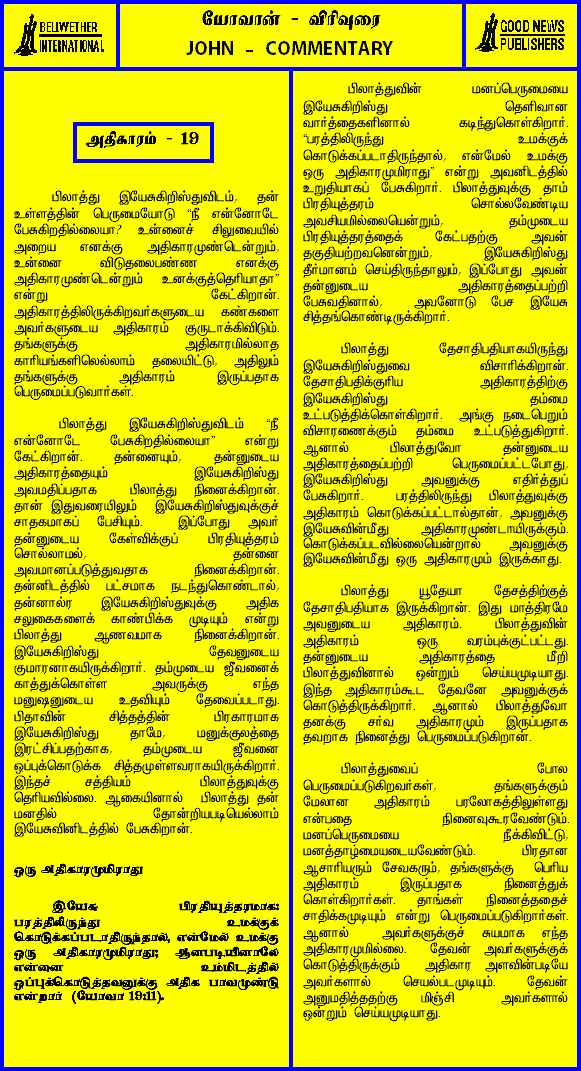 BELLWETHER
INTERNATIONAL
யோவான் - விரிவுரை
JOHN - COMMENTARY
GOOD NEWS
PUBLISHERS
அதிகாரம் - 19
பிலாத்து இயேசுகிறிஸ்துவிடம், தன்
உள்ளத்தின் பெருமையோடு “நீ என்னோடே
பேசுகிறதில்லையா? உன்னைச் சிலுவையில்
அறைய எனக்கு அதிகாரமுண்டென்றும்,
உன்னை விடுதலைபண்ண எனக்கு
அதிகாரமுண்டென்றும் உனக்குத்தெரியாதா”
என்று கேட்கிறான்.
அதிகாரத்திலிருக்கிறவர்களுடைய கண்களை
அவர்களுடைய அதிகாரம் குருடாக்கிவிடும்.
தங்களுக்கு அதிகாரமில்லாத
காரியங்களிலெல்லாம் தலையிட்டு, அதிலும்
தங்களுக்கு அதிகாரம் இருப்பதாக
பெருமைப்படுவார்கள்.
பிலாத்து இயேசுகிறிஸ்துவிடம் “நீ
என்னோடே பேசுகிறதில்லையா” என்று
கேட்கிறான். தன்னையும், தன்னுடைய
அதிகாரத்தையும் இயேசுகிறிஸ்து
அவமதிப்பதாக பிலாத்து நினைக்கிறான்.
தான் இதுவரையிலும் இயேசுகிறிஸ்துவுக்குச்
சாதகமாகப் பேசியும். இப்போது அவர்
தன்னுடைய கேள்விக்குப் பிரதியுத்தரம்
சொல்லாமல், தன்னை
அவமானப்படுத்துவதாக நினைக்கிறான்.
தன்னிடத்தில் பட்சமாக நடந்துகொண்டால்,
தன்னால்ர இயேசுகிறிஸ்துவுக்கு அதிக
சலுகைகளைக் காண்பிக்க முடியும் என்று
பிலாத்து ஆணவமாக நினைக்கிறான்.
இயேசுகிறிஸ்து தேவனுடைய
குமாரனாகயிருக்கிறார். தம்முடைய ஜீவனைக்
காத்துக்கொள்ள அவருக்கு எந்த
மனுஷனுடைய உதவியும் தேவைப்படாது.
பிதாவின் சித்தத்தின் பிரகாரமாக
இயேசுகிறிஸ்து தாமே, மனுக்குலத்தை
இரட்சிப்பதற்காக, தம்முடைய ஜீவனை
ஒப்புக்கொடுக்க சித்தமுள்ளவராகயிருக்கிறார்.
இந்தச் சத்தியம் பிலாத்துவுக்கு
தெரியவில்லை. ஆகையினால் பிலாத்து தன்
மனதில் தோன்றியபடியெல்லாம்
இயேசுவினிடத்தில் பேசுகிறான்.
ஒரு அதிகாரமுமிராது
இயேசு பிரதியுத்தரமாக:
பரத்திலிருந்து உமக்குக்
கொடுக்கப்படாதிருந்தால், என்மேல் உமக்கு
ஒரு அதிகாரமுமிராது; ஆனபடியினாலே
என்னை உம்மிடத்தில்
ஒப்புக்கொடுத்தவனுக்கு அதிக பாவமுண்டு
என்றார் (யோவா 19:11).
பிலாத்துவின் மனப்பெருமையை
இயேசுகிறிஸ்து தெளிவான
வார்த்தைகளினால் கடிந்துகொள்கிறார்.
“பரத்திலிருந்து உமக்குக்
கொடுக்கப்படாதிருந்தால், என்மேல் உமக்கு
ஒரு அதிகாரமுமிராது” என்று அவனிடத்தில்
உறுதியாகப் பேசுகிறார். பிலாத்துவுக்கு தாம்
பிரதியுத்தரம் சொல்லவேண்டிய
அவசியமில்லையென்றும், தம்முடைய
பிரதியுத்தரத்தைக் கேட்பதற்கு அவன்
தகுதியற்றவனென்றும், இயேசுகிறிஸ்து
தீர்மானம் செய்திருந்தாலும், இப்போது அவன்
தன்னுடைய அதிகாரத்தைப்பற்றி
பேசுவதினால், அவனோடு பேச இயேசு
சித்தங்கொண்டிருக்கிறார்.
பிலாத்து தேசாதிபதியாகயிருந்து
இயேசுகிறிஸ்துவை விசாரிக்கிறான்.
தேசாதிபதிக்குரிய அதிகாரத்திற்கு
இயேசுகிறிஸ்து தம்மை
உட்படுத்திக்கொள்கிறார். அங்கு நடைபெறும்
விசாரணைக்கும் தம்மை உட்படுத்துகிறார்.
ஆனால் பிலாத்துவோ தன்னுடைய
அதிகாரத்தைப்பற்றி பெருமைப்பட்டபோது,
இயேசுகிறிஸ்து அவனுக்கு எதிர்த்துப்
பேசுகிறார். பரத்திலிருந்து பிலாத்துவுக்கு
அதிகாரம் கொடுக்கப்பட்டால்தான், அவனுக்கு
இயேசுவின்மீது அதிகாரமுண்டாயிருக்கும்.
கொடுக்கப்படவில்லையென்றால் அவனுக்கு
இயேசுவின்மீது ஒரு அதிகாரமும் இருக்காது.
பிலாத்து யூதேயா தேசத்திற்குத்
தேசாதிபதியாக இருக்கிறான். இது மாத்திரமே
அவனுடைய அதிகாரம். பிலாத்துவின்
அதிகாரம் ஒரு வரம்புக்குட்பட்டது.
தன்னுடைய அதிகாரத்தை மீறி
பிலாத்துவினால் ஒன்றும் செய்யமுடியாது.
இந்த அதிகாரம்கூட தேவனே அவனுக்குக்
கொடுத்திருக்கிறார். ஆனால் பிலாத்துவோ
தனக்கு சர்வ அதிகாரமும் இருப்பதாக
தவறாக நினைத்து பெருமைப்படுகிறான்.
பிலாத்துவைப் போல
பெருமைப்படுகிறவர்கள், தங்களுக்கும்
மேலான அதிகாரம் பரலோகத்திலுள்ளது
என்பதை நினைவுகூரவேண்டும்.
மனப்பெருமையை நீக்கிவிட்டு,
மனத்தாழ்மையடையவேண்டும். பிரதான
ஆசாரியரும் சேவகரும், தங்களுக்கு பெரிய
அதிகாரம் இருப்பதாக நினைத்துக்
கொள்கிறார்கள். தாங்கள் நினைத்ததைச்
சாதிக்கமுடியும் என்று பெருமைப்படுகிறார்கள்.
ஆனால் அவர்களுக்குச் சுயமாக எந்த
அதிகாரமுமில்லை. தேவன் அவர்களுக்குக்
கொடுத்திருக்கும் அதிகார அளவின்படியே
அவர்களால் செயல்படமுடியும். தேவன்
அனுமதித்ததற்கு மிஞ்சி அவர்களால்
ஒன்றும் செய்யமுடியாது.